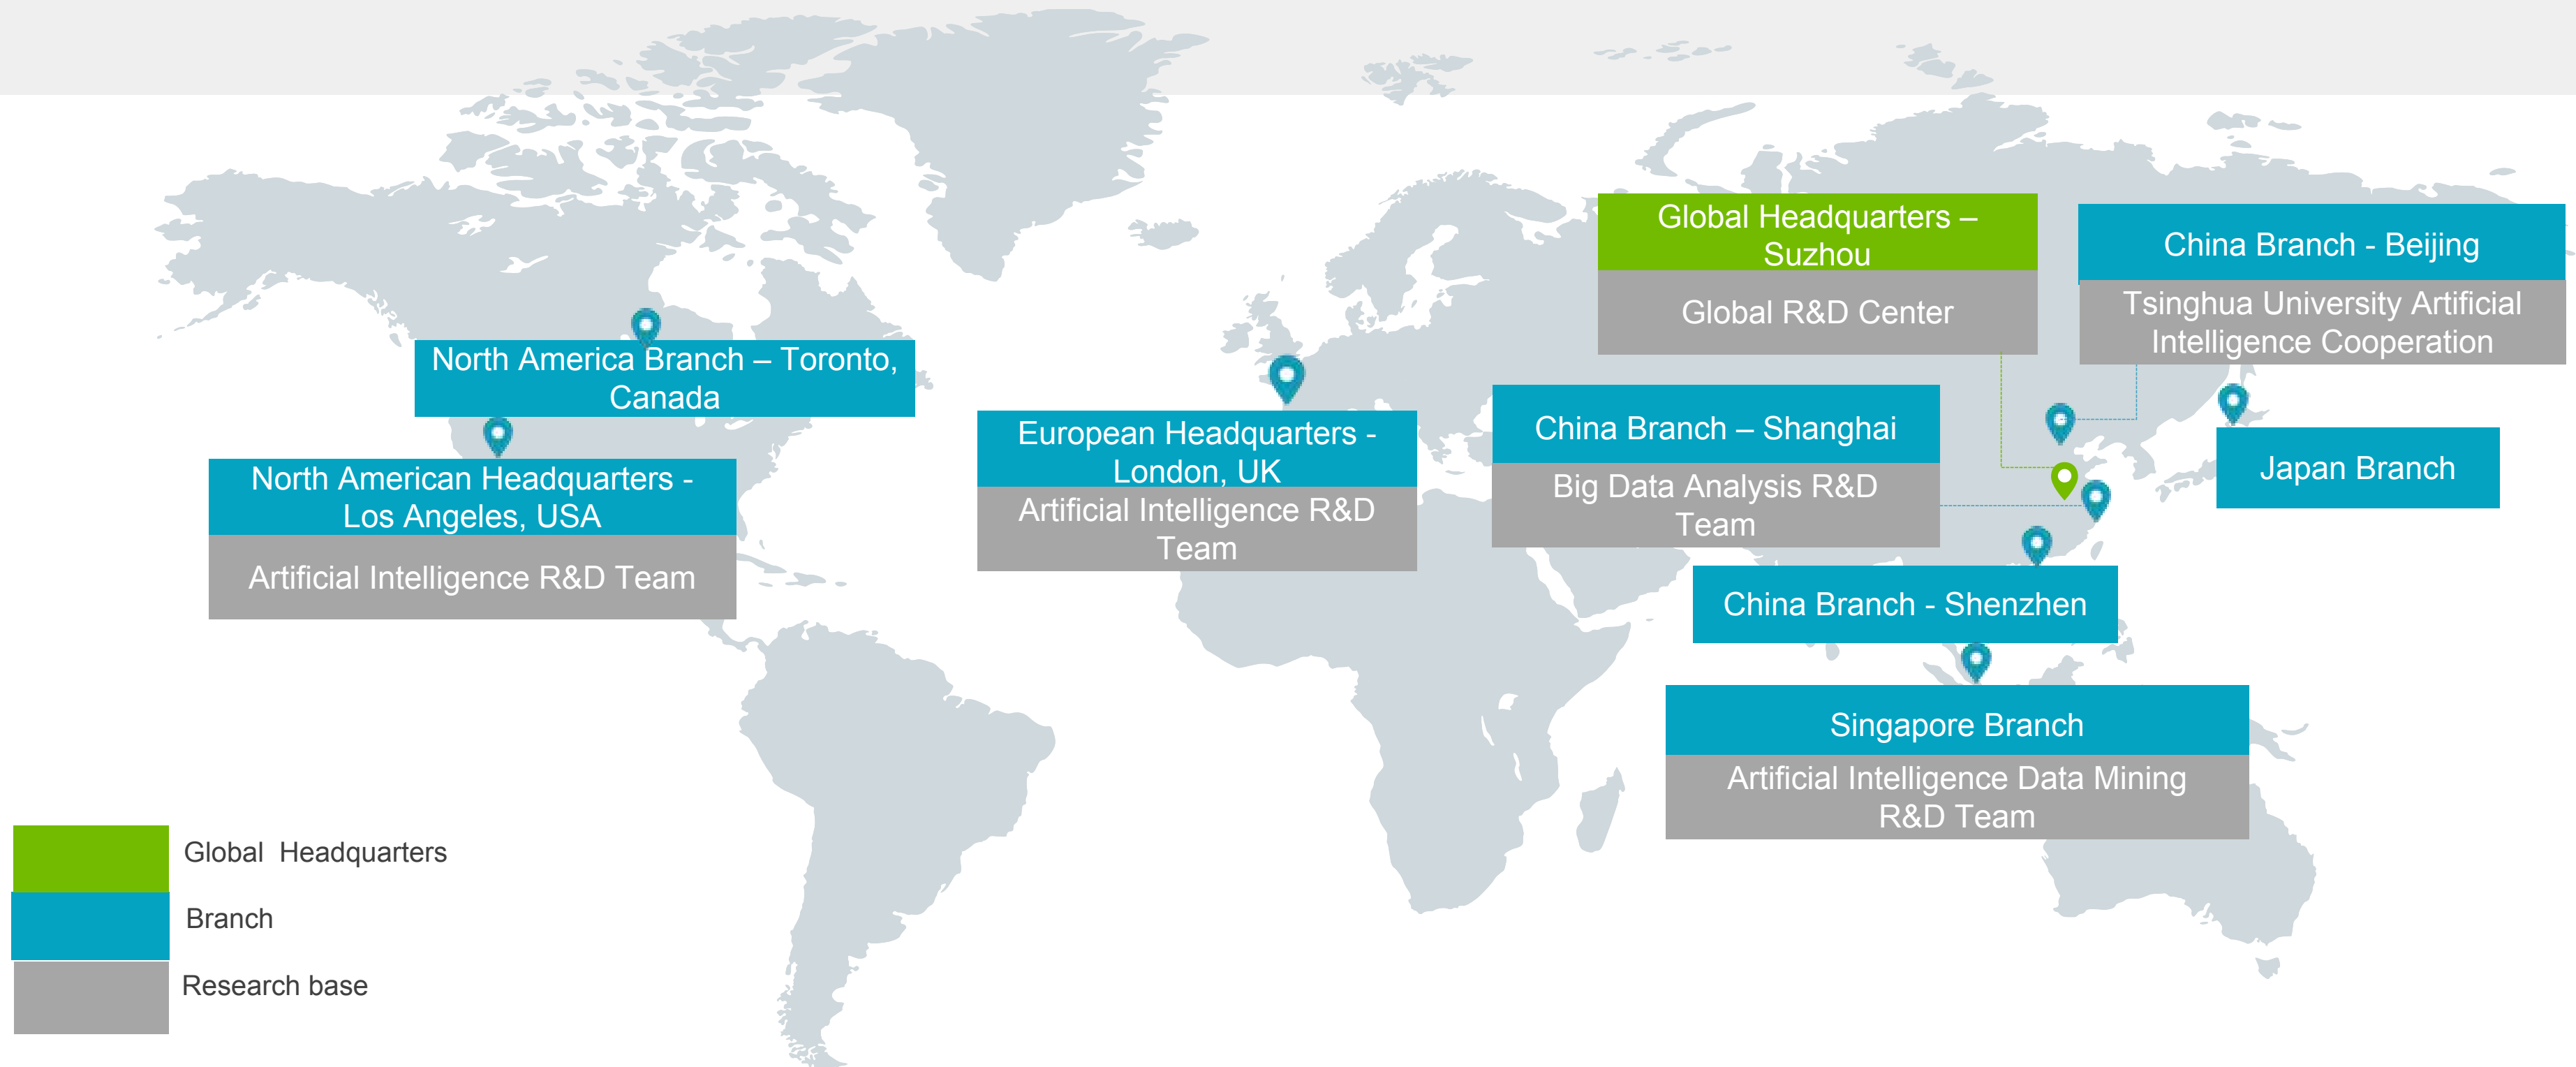 Global Headquarters –
Suzhou
Global R&D Center
China Branch - Beijing
Tsinghua University Artificial
Intelligence Cooperation
North America Branch – Toronto,
Canada
North American Headquarters -
Los Angeles, USA
Artificial Intelligence R&D Team
European Headquarters -
London, UK
Artificial Intelligence R&D
Team
China Branch – Shanghai
Big Data Analysis R&D
Team
Japan Branch
China Branch - Shenzhen
Singapore Branch
Artificial Intelligence Data Mining
R&D Team
Global  Headquarters
Branch
Research base